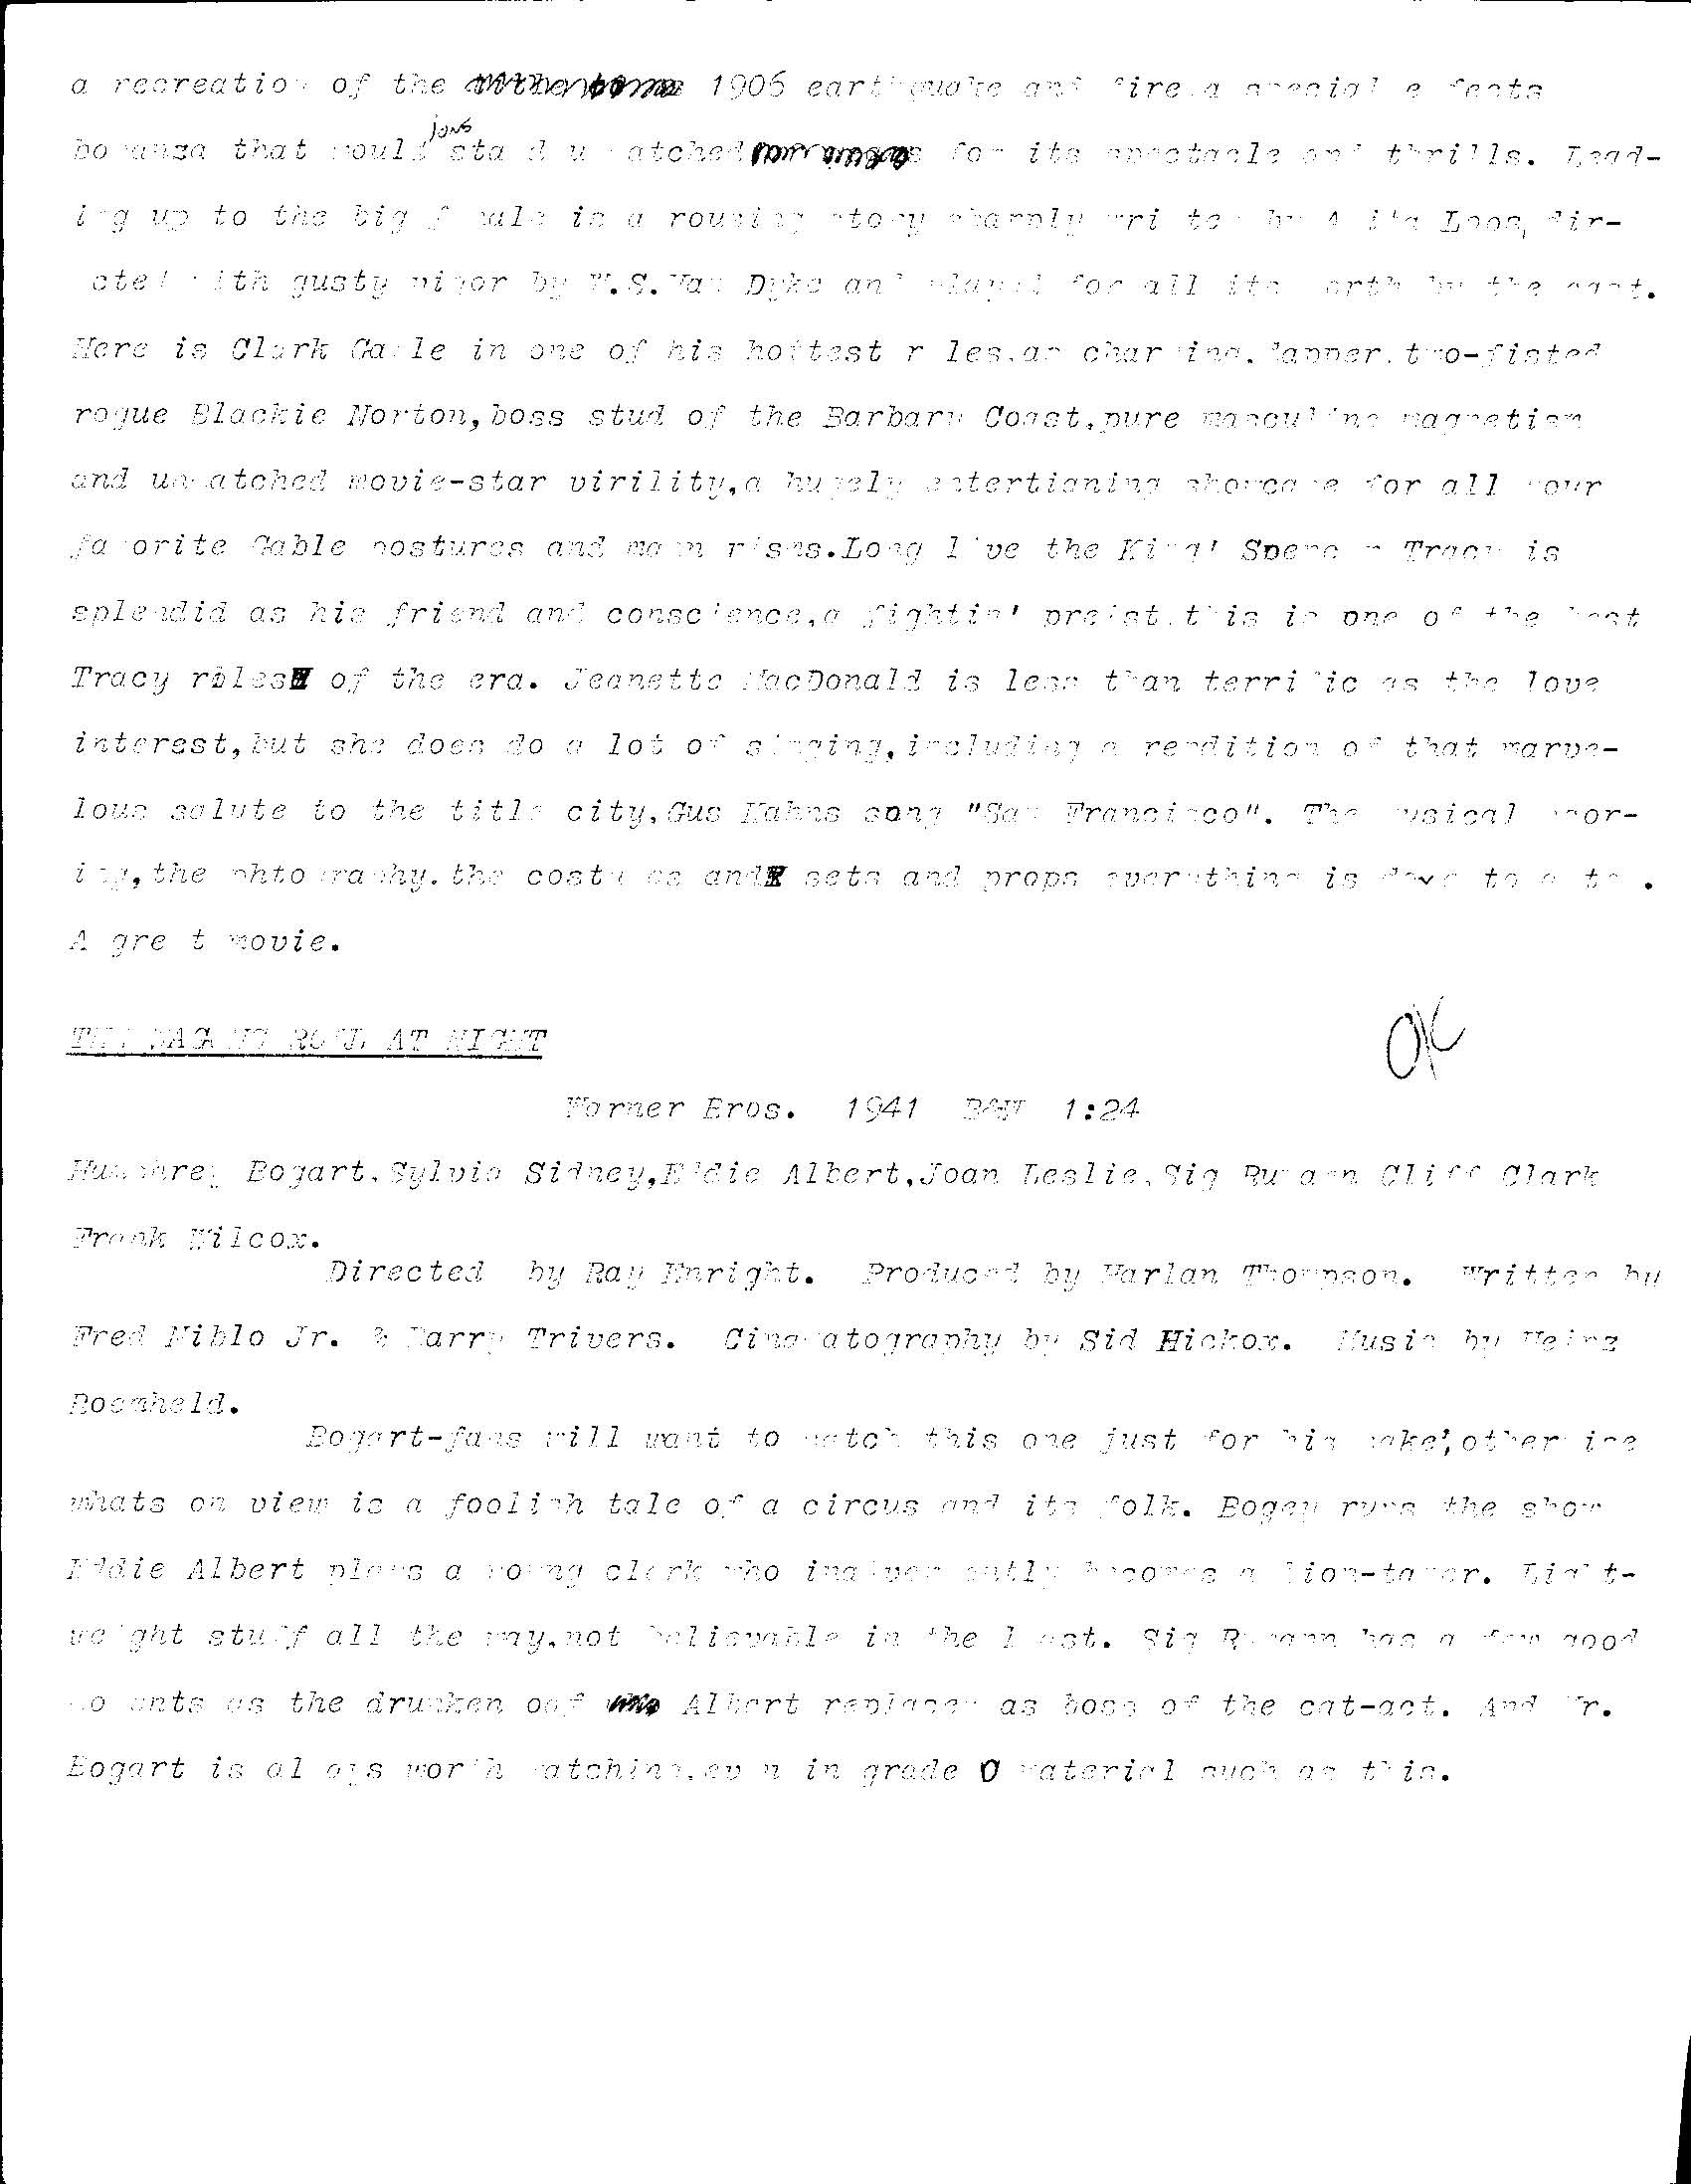 a recreation of the 1906 earthquake and fire.a special effects
bonanza that would long stand unmatched for its spectacle and thrills. Lead-
ing up to the big finale is a rousing story sharply written by Anita Loos, dir-
cted with gusty vigor by W.S.Van Dyke and played for all its worth by the cast.
Here is Clark Gable in one of his hottest roles.as charming.dapper.two-fisted
rogue Blackie Norton,boss stud of the Barbary Coast.pure masculine magnetism
and unmatched movie-star virility,a hugely entertianing showcase for all your
favorite Gable postures and mannerisms.Long live the King! Spencer Tracy is
splendid as his friend and conscience,a fightin' preist.this is one of the best
Tracy roles of the era. Jeanette MacDonald is less than terrific as the love
interest,but she does do a lot of singing,including a rendition of that marve-
lous salute to the title city,Gus Kahns song "San Francisco". The musical scor-
ing,the phtography.the costumes and sets and props everything is done to a
A great movie.
THE WAGONS ROLL AT NIGHT
OK
Warner Bros. 1941 B&W 1:24
Humphrey Bogart.Sylvia Sidney,Eddie Albert,Joan Leslie.Sig Rumann Cliff Clark
Frank Wilcox.
Directed by Ray Enright. Produced by Harlan Thompson. Written by
Fred Niblo Jr. & Barry Trivers. Cinematography by Sid Hickox. Music by Heinz
Roemheld.
Bogart-fans will want to watch this one just for his sake;otherwise
whats on view is a foolish tale of a circus and its folk. Bogey runs the show
Eddie Albert plays a young clerk who inadvertently becomes a lion-tamer. Light-
weight stuff all the way.not believable in the least. Sig Rumann has a few good
moments as the drunken oaf who Albert replaces as boss of the cat-act. And Mr.
Bogart is always worth watching.even in grade O material such as this.